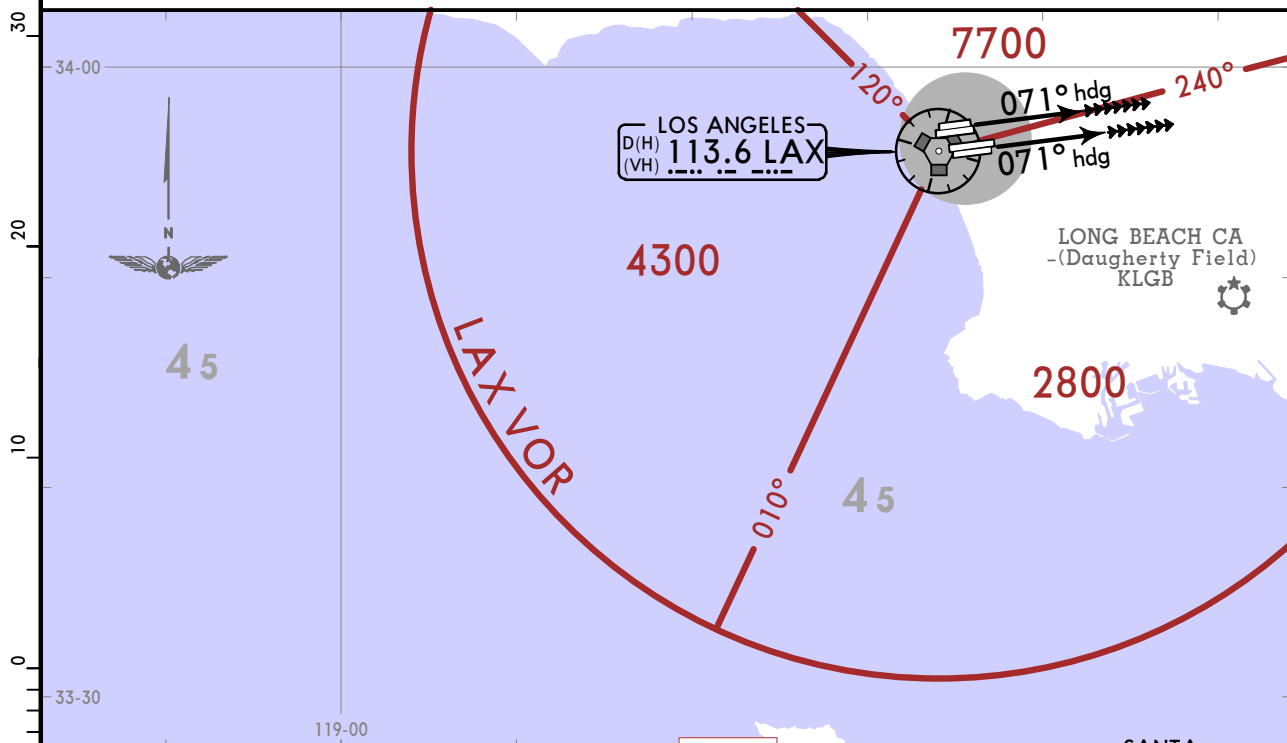 30
34-00
7700
120°
240°
071° hdg
071° hdg
LOS ANGELES
D(H)
(VH)
113.6 LAX
20
N
4300
LONG BEACH CA
-(Daugherty Field)
KLGB
LAX VOR
45
2800
10
010°
45
0
33-30
119-00
SANTA